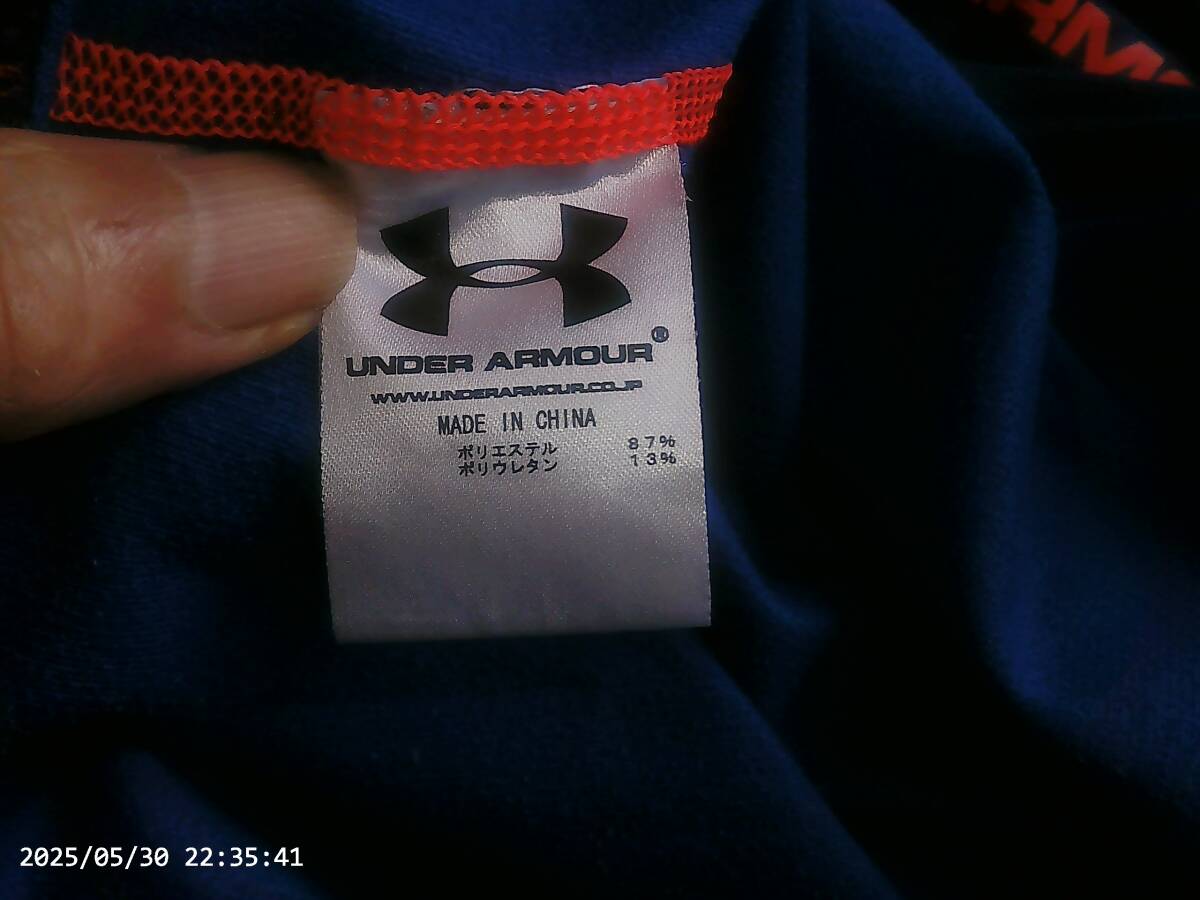 ARM
UNDER ARMOUR®
WWW.UNDERARMOUR.CO.JP
MADE IN CHINA
ポリエステル 87%
ポリウレタン 13%
2025/05/30 22:35:41